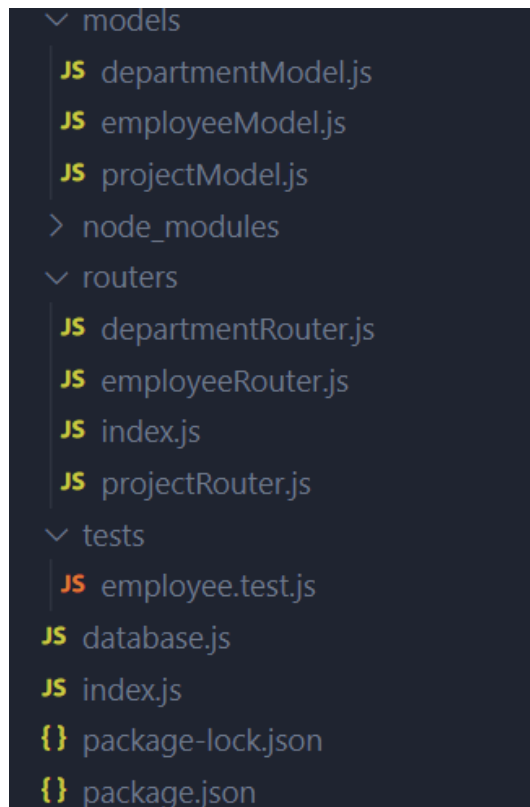 models
JS departmentModel.js
JS employeeModel.js
JS projectModel.js
node_modules
routers
JS departmentRouter.js
JS employeeRouter.js
JS index.js
JS projectRouter.js
tests
JS employee.test.js
JS database.js
JS index.js
{} package-lock.json
{} package.json